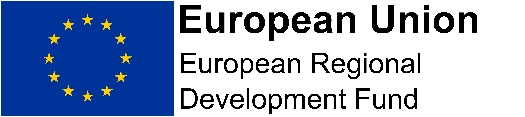 European Union
European Regional
Development Fund